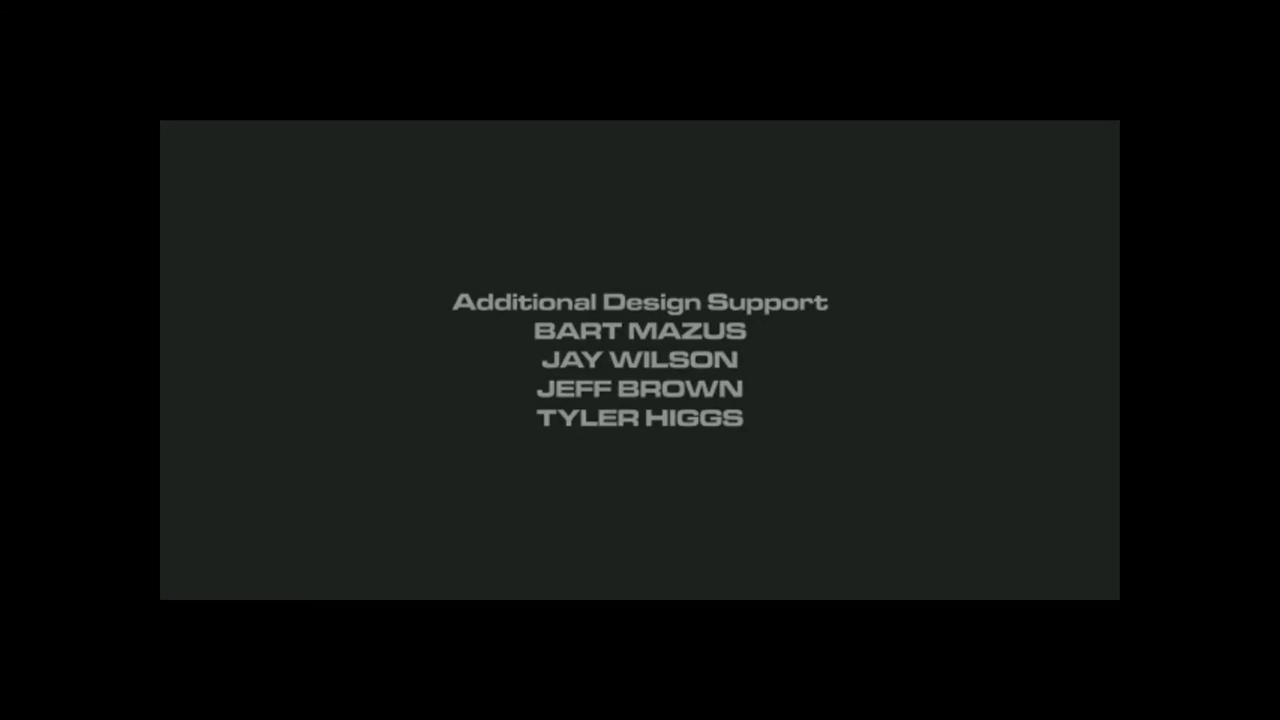 Additional Design Support
BART MAZUS
JAY WILSON
JEFF BROWN
TYLER HIGGS